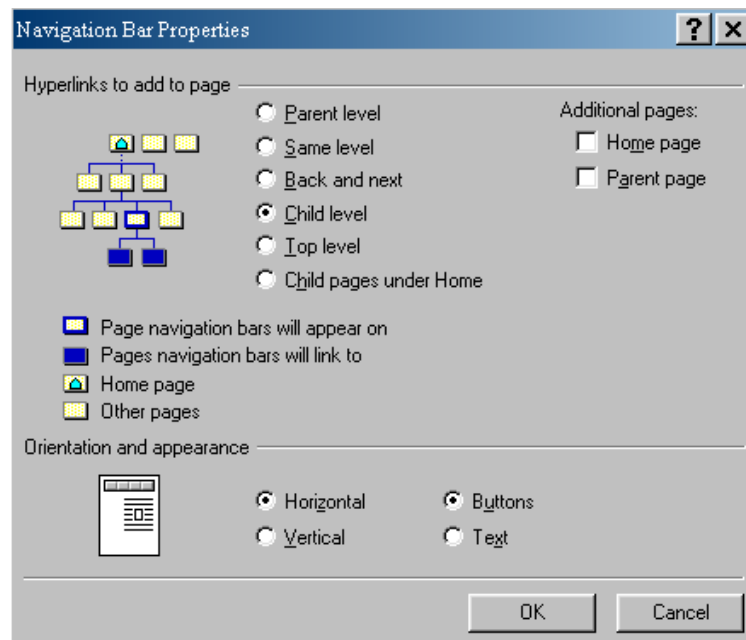 Navigation Bar Properties
Hyperlinks to add to page
Parent level
Same level
Back and next
Child level
Top level
Child pages under Home
Additional pages:
Home page
Parent page
Page navigation bars will appear on
Pages navigation bars will link to
Home page
Other pages
Orientation and appearance
Horizontal
Vertical
Buttons
Text
OK
Cancel